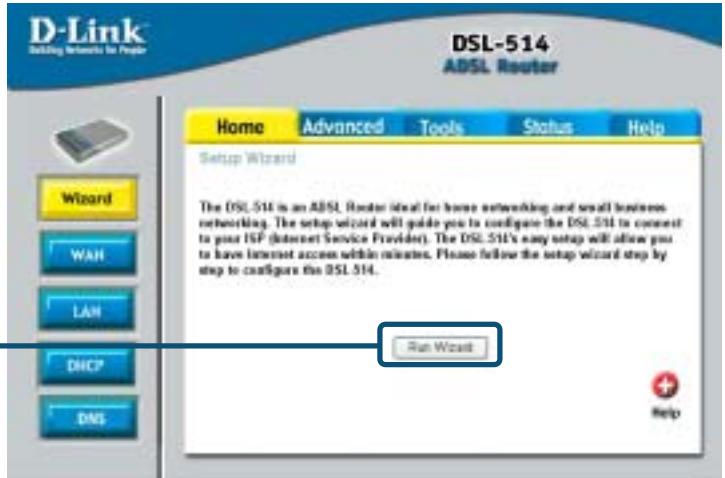 D-Link
Building Networks for People
DSL-514
ADSL Router
Home Advanced Tools Status Help
Setup Wizard
Wizard
WAN
LAN
DHCP
DNS
The DSL-514 is an ADSL Router ideal for home networking and small business
networking. The setup wizard will guide you to configure the DSL-514 to connect
to your ISP (Internet Service Provider). The DSL-514's easy setup will allow you
to have Internet access within minutes. Please follow the setup wizard step by
step to configure the DSL-514.
Run Wizard
Help